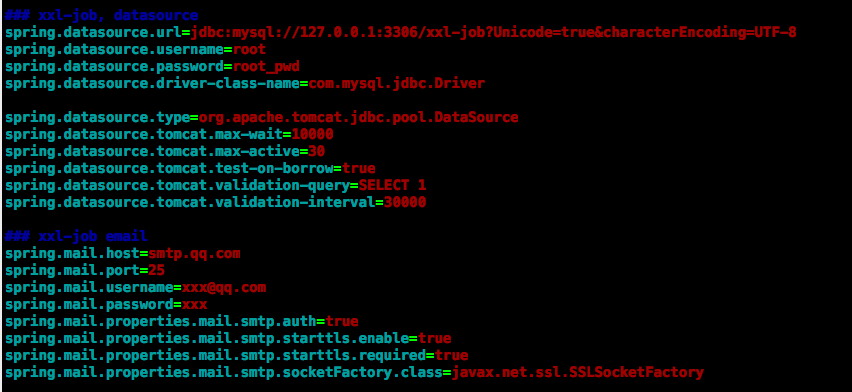 ### xxl-job, datasource
spring.datasource.url=jdbc:mysql://127.0.0.1:3306/xxl-job?Unicode=true&characterEncoding=UTF-8
spring.datasource.username=root
spring.datasource.password=root_pwd
spring.datasource.driver-class-name=com.mysql.jdbc.Driver
spring.datasource.type=org.apache.tomcat.jdbc.pool.DataSource
spring.datasource.tomcat.max-wait=10000
spring.datasource.tomcat.max-active=30
spring.datasource.tomcat.test-on-borrow=true
spring.datasource.tomcat.validation-query=SELECT 1
spring.datasource.tomcat.validation-interval=30000
### xxl-job email
spring.mail.host=smtp.qq.com
spring.mail.port=25
spring.mail.username=xxx@qq.com
spring.mail.password=xxx
spring.mail.properties.mail.smtp.auth=true
spring.mail.properties.mail.smtp.starttls.enable=true
spring.mail.properties.mail.smtp.starttls.required=true
spring.mail.properties.mail.smtp.socketFactory.class=javax.net.ssl.SSLSocketFactory